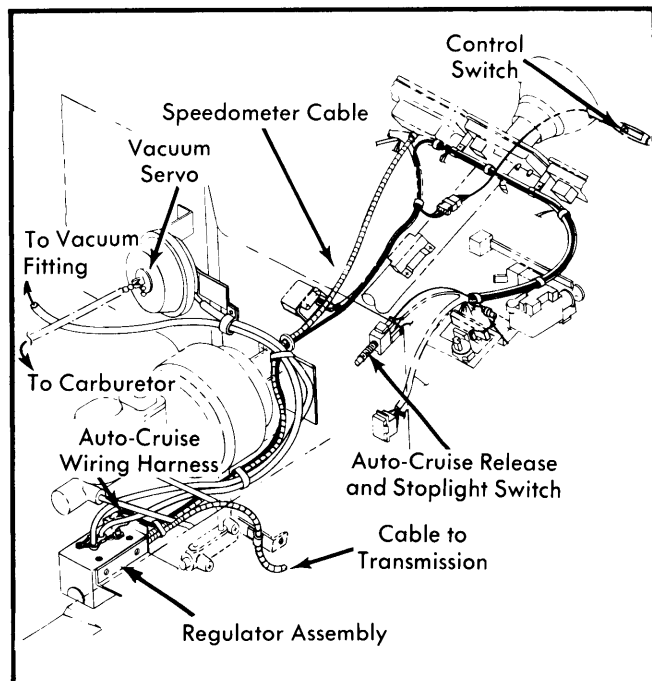 Control
Switch
Speedometer Cable
Vacuum
Servo
To Vacuum
Fitting
To Carburetor
Auto-Cruise
Wiring Harness
Auto-Cruise Release
and Stoplight Switch
Cable to
Transmission
Regulator Assembly